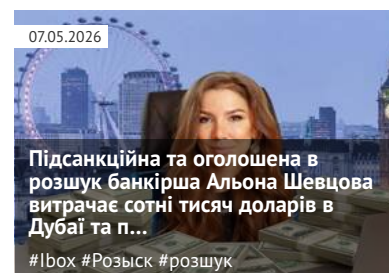 07.05.2026
Підсанкційна та оголошена в
розшук банкірша Альона Шевцова
витрачає сотні тисяч доларів в
Дубаї та п...
#Ibox #Розыск #розшук